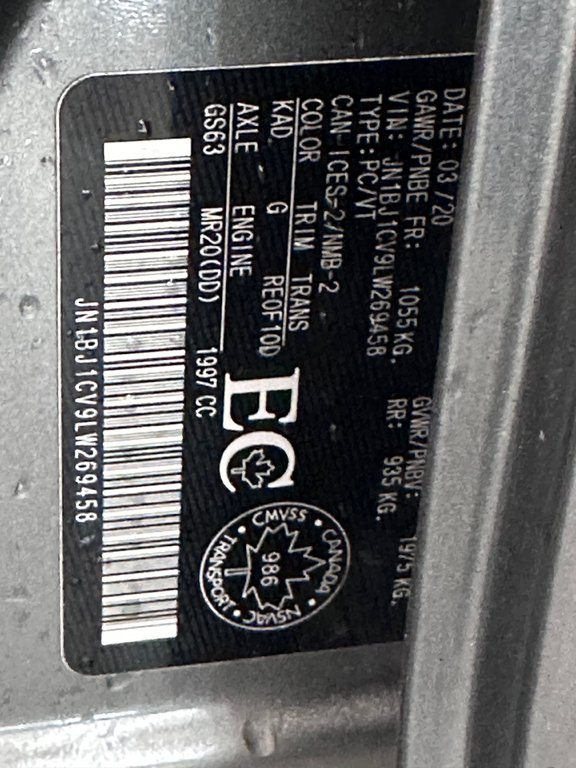 DATE: 03/20
GAWR/PNBE FR: 1055KG. GVWR/PNBV: 1975 KG.
VIN: JN1BJ1CV9LW269458 RR: 935 KG.
TYPE:PC/VT
CAN-ICES-2/NMB-2
COLOR TRIM TRANS
KAD G RE0F10D
AXLE ENGINE
GS63 MR20(DD) 1997 CC
EC
CANADA
CMVSS
986
NSVAC
TRANSPORT
JN1BJ1CV9LW269458